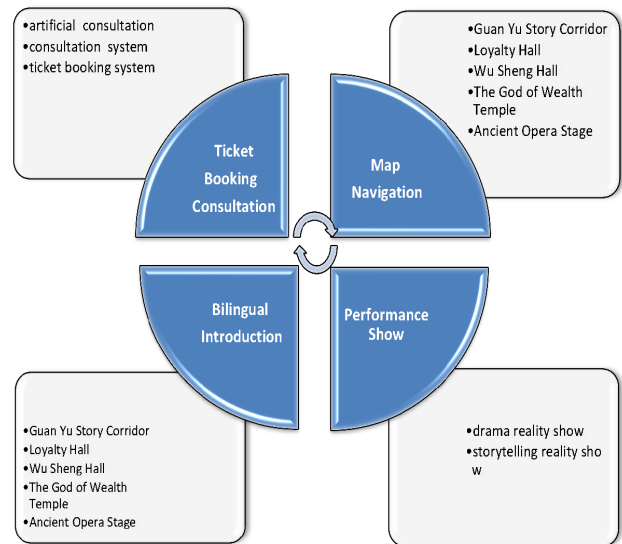 •artificial consultation
•consultation system
•ticket booking system
•Guan Yu Story Corridor
•Loyalty Hall
•Wu Sheng Hall
•The God of Wealth
Temple
•Ancient Opera Stage
Ticket
Booking
Consultation
Map
Navigation
Bilingual
Introduction
Performance
Show
•Guan Yu Story Corridor
•Loyalty Hall
•Wu Sheng Hall
•The God of Wealth
Temple
•Ancient Opera Stage
•drama reality show
•storytelling reality sho
w